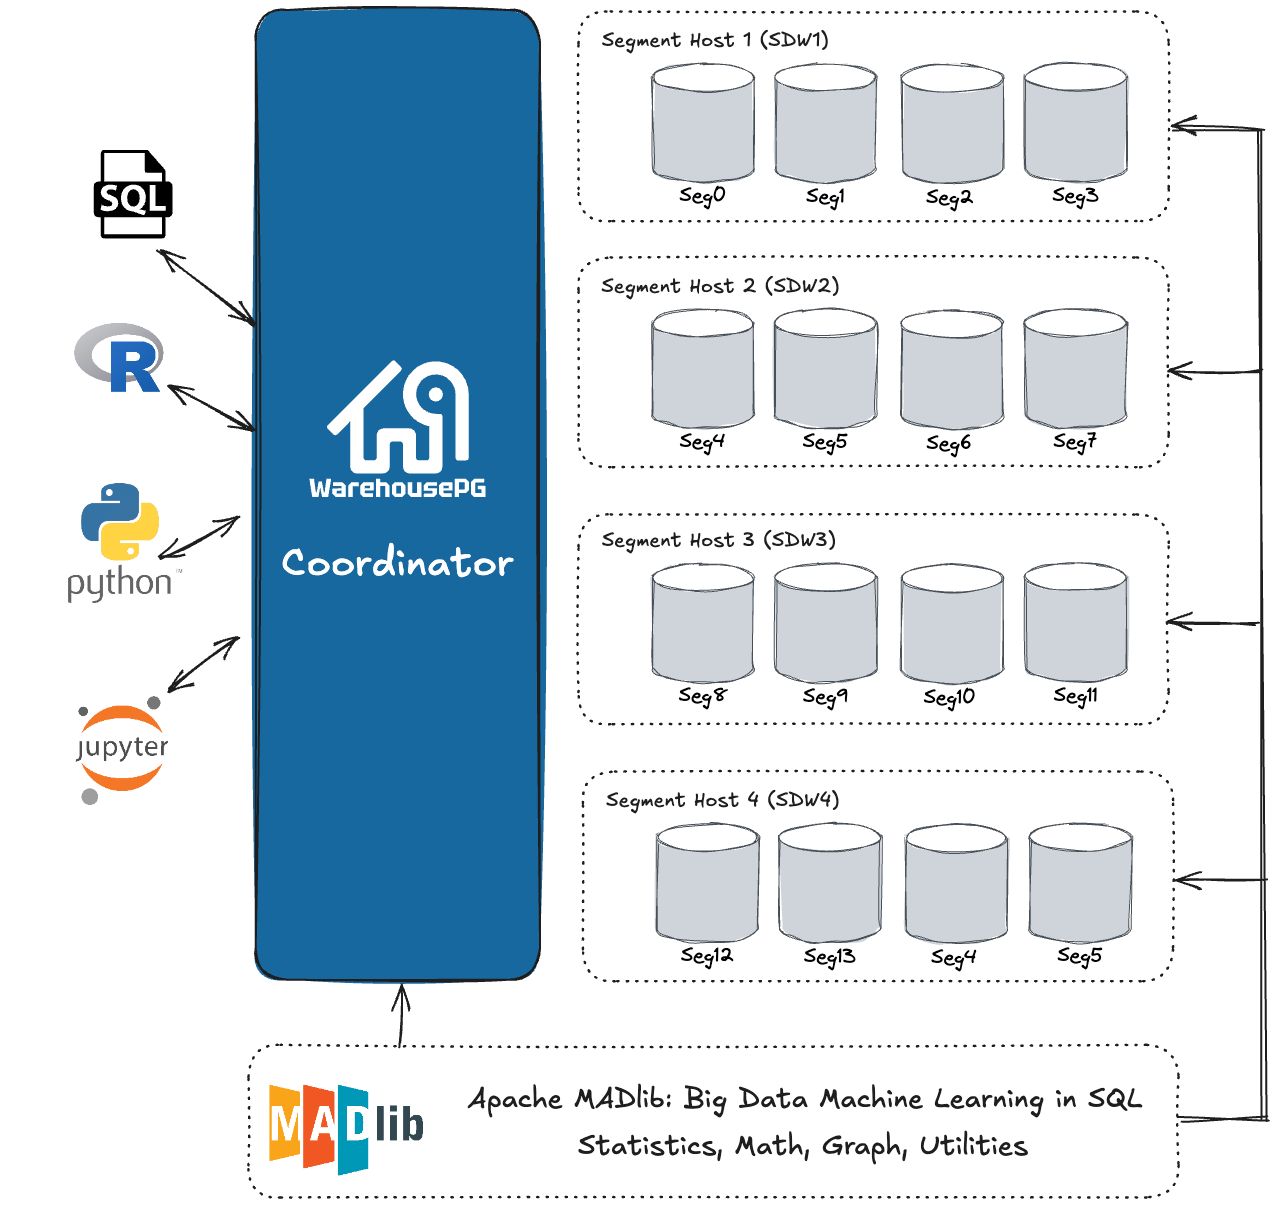 Segment Host 1 (SDW1)
Seg0 Seg1 Seg2 Seg3
SQL
Segment Host 2 (SDW2)
Seg4 Seg5 Seg6 Seg7
R
WarehousePG
Coordinator
python™
Segment Host 3 (SDW3)
Seg8 Seg9 Seg10 Seg11
jupyter
Segment Host 4 (SDW4)
Seg12 Seg13 Seg4 Seg5
MADlib
Apache MADlib: Big Data Machine Learning in SQL
Statistics, Math, Graph, Utilities